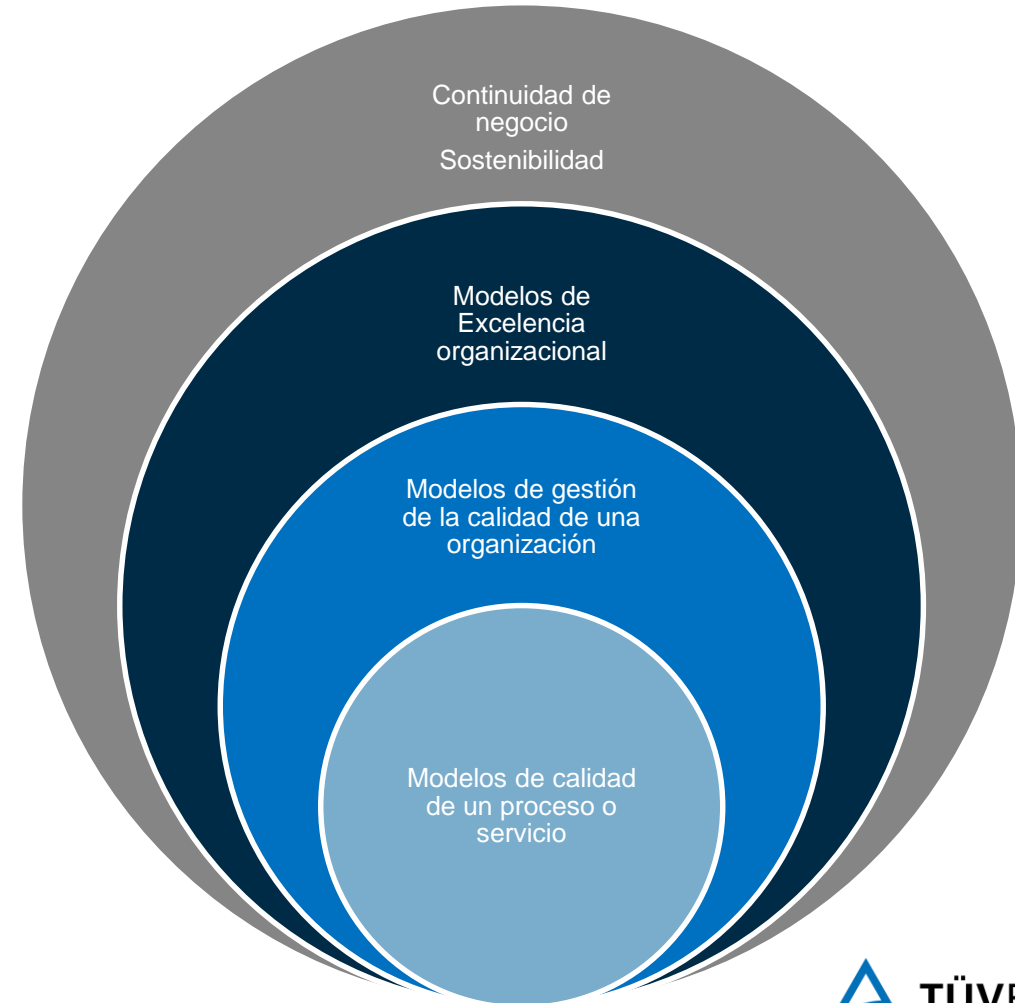 Continuidad de
negocio
Sostenibilidad
Modelos de
Excelencia
organizacional
Modelos de gestión
de la calidad de una
organización
Modelos de calidad
de un proceso o
servicio